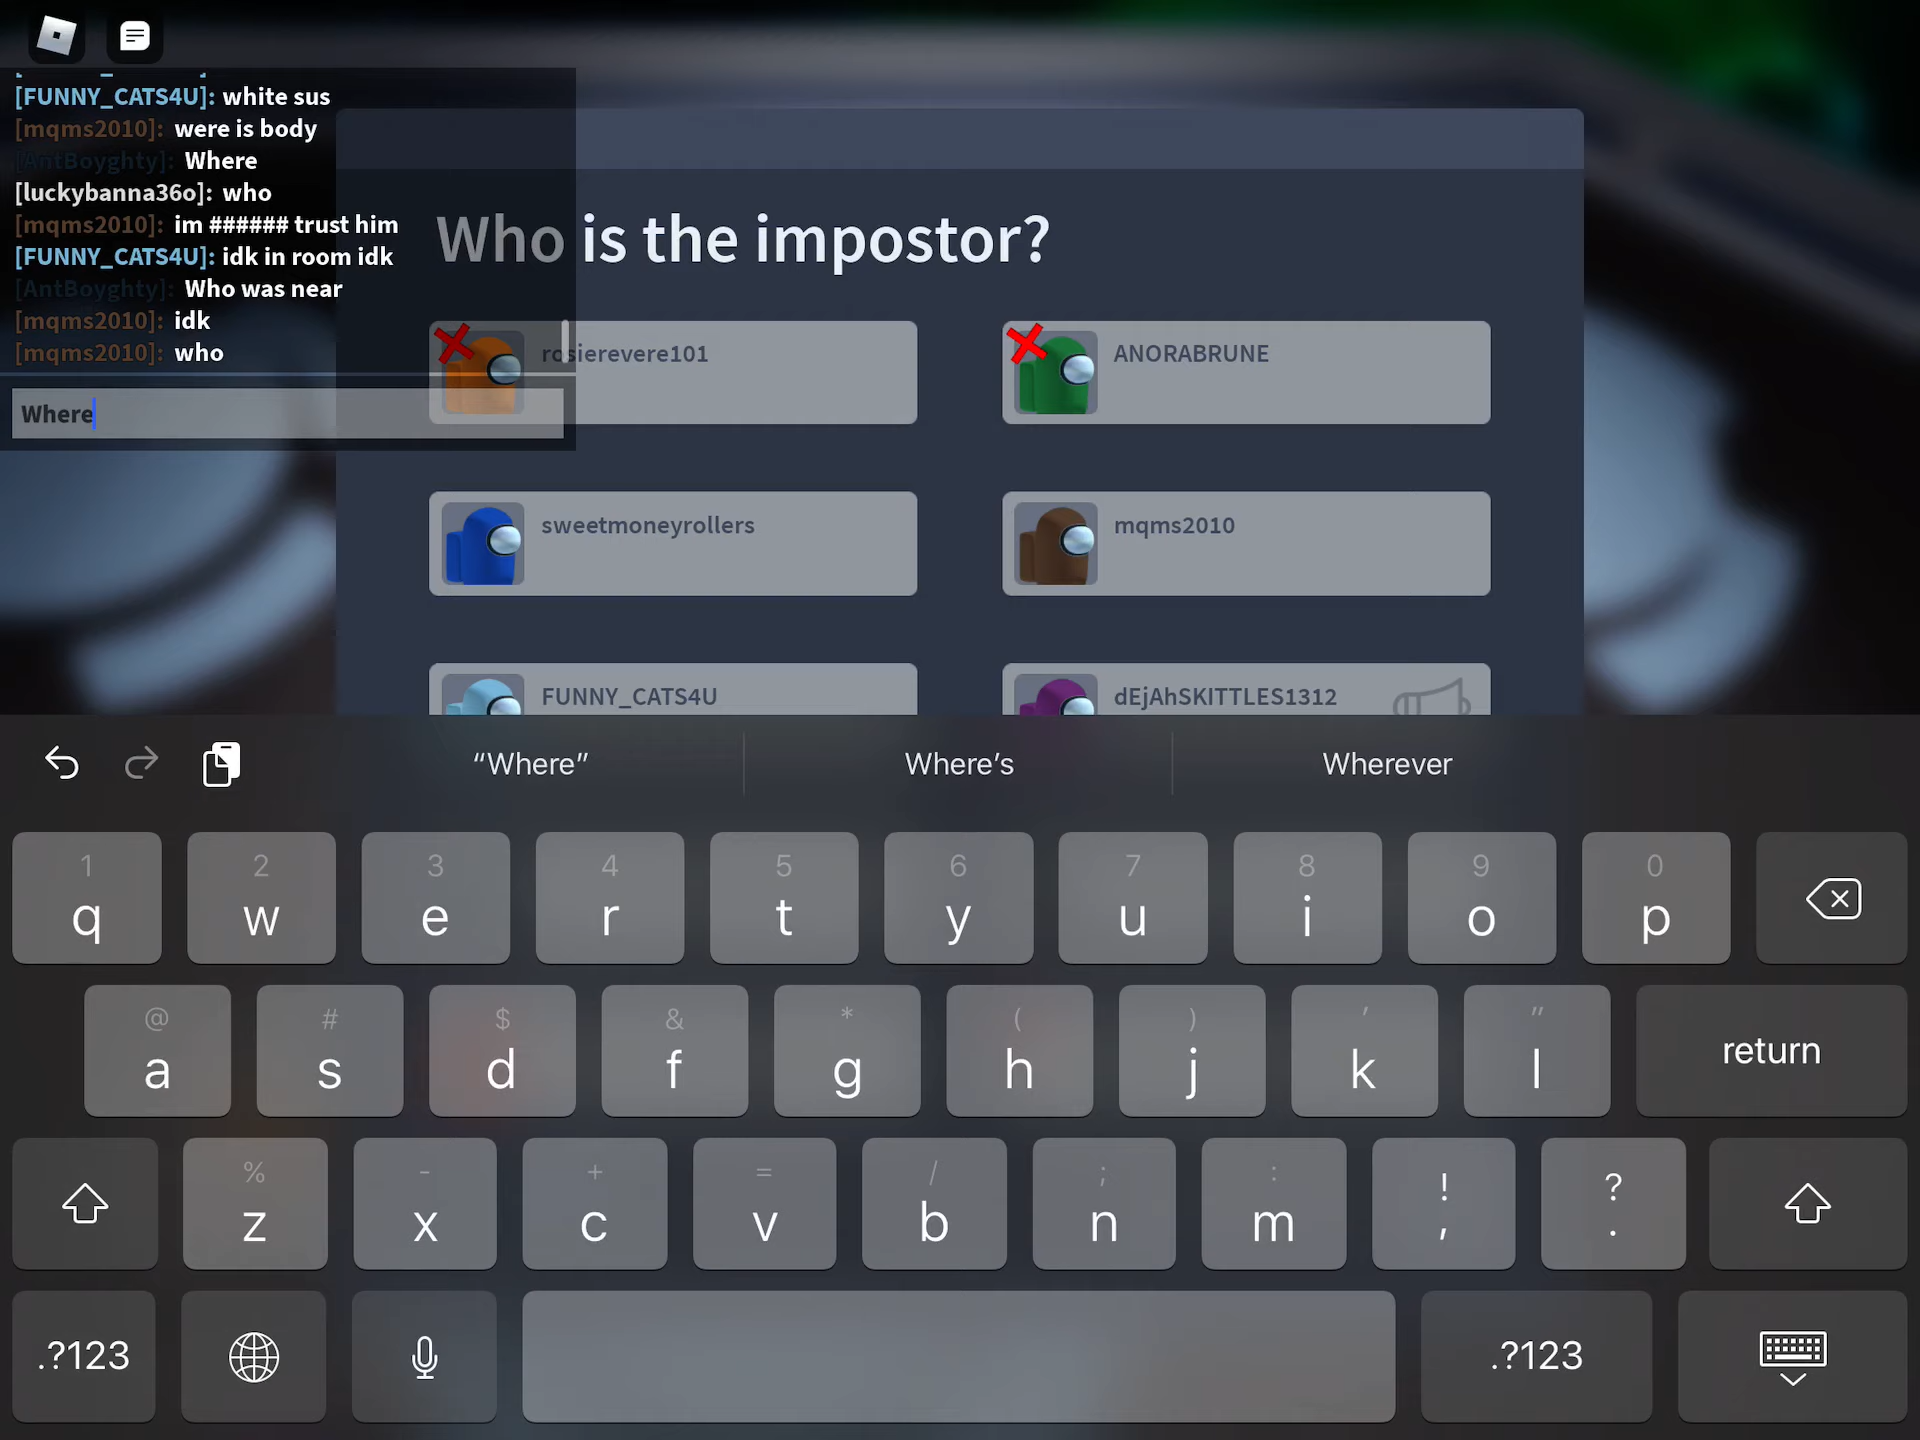 [FUNNY_CATS4U]: white sus
[mqms2010]: were is body
[AntBoyghty]: Where
[luckybanna36o]: who
[mqms2010]: im ###### trust him
[FUNNY_CATS4U]: idk in room idk
[AntBoyghty]: Who was near
[mqms2010]: idk
[mqms2010]: who
Where
Who is the impostor?
rosierevere101
ANORABRUNE
sweetmoneyrollers
mqms2010
FUNNY_CATS4U
dEjAhSKITTLES1312
“Where”
Where’s
Wherever
1 2 3 4 5 6 7 8 9 0
q w e r t y u i o p
@ # $ & * ( ) ' "
a s d f g h j k l return
% - + = / ; : ! ?
z x c v b n m , .
.?123 .?123